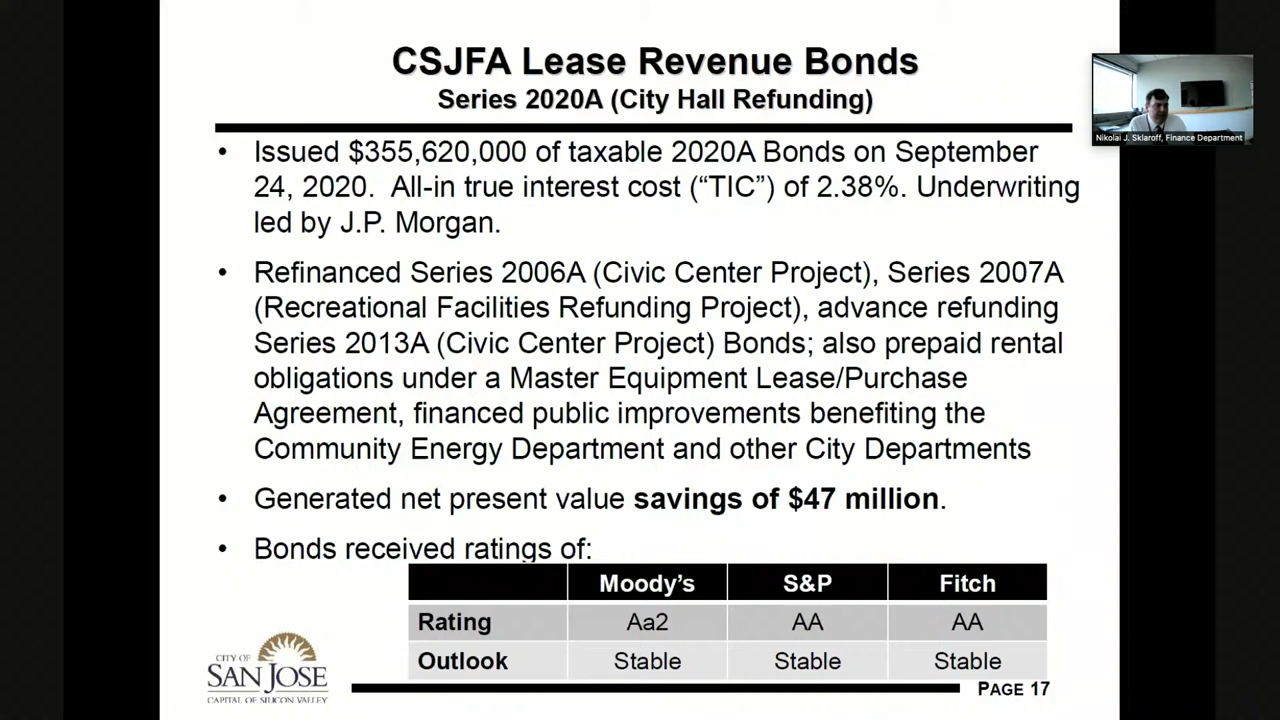 CSJFA Lease Revenue Bonds
Series 2020A (City Hall Refunding)
Nikolai J. Sklaroff, Finance Department
• Issued $355,620,000 of taxable 2020A Bonds on September
24, 2020. All-in true interest cost (“TIC”) of 2.38%. Underwriting
led by J.P. Morgan.
• Refinanced Series 2006A (Civic Center Project), Series 2007A
(Recreational Facilities Refunding Project), advance refunding
Series 2013A (Civic Center Project) Bonds; also prepaid rental
obligations under a Master Equipment Lease/Purchase
Agreement, financed public improvements benefiting the
Community Energy Department and other City Departments
• Generated net present value savings of $47 million.
• Bonds received ratings of:
Moody’s S&P Fitch
Rating Aa2 AA AA
Outlook Stable Stable Stable
CITY OF
SAN JOSE
CAPITAL OF SILICON VALLEY
PAGE 17